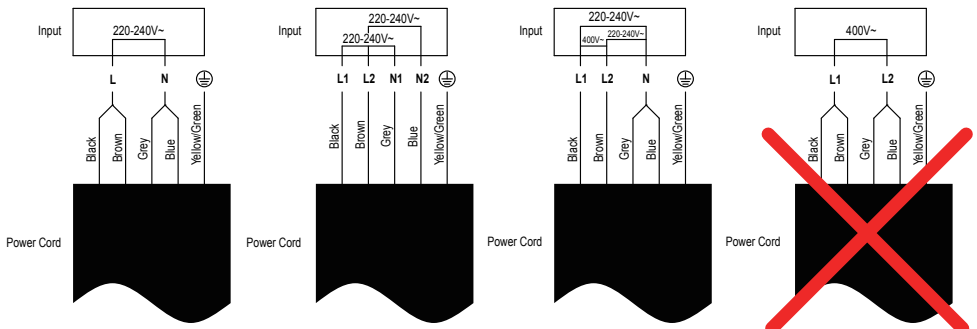 Input
220-240V~
L N
Black Brown Grey Blue Yellow/Green
Power Cord
Input
220-240V~
220-240V~
L1 L2 N1 N2
Black Brown Grey Blue Yellow/Green
Power Cord
Input
220-240V~
400V~ 220-240V~
L1 L2 N
Black Brown Grey Blue Yellow/Green
Power Cord
Input
400V~
L1 L2
Black Brown Grey Blue Yellow/Green
Power Cord